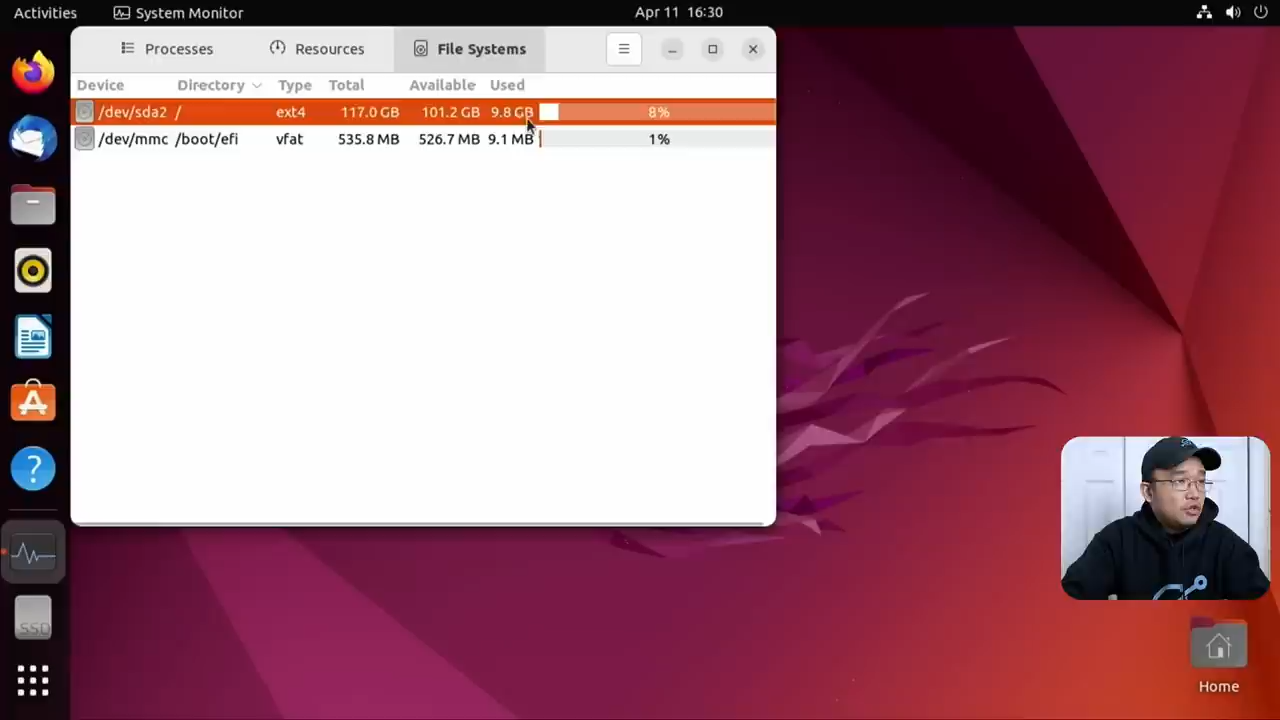 Activities System Monitor Apr 11 16:30
Processes Resources File Systems
Device Directory Type Total Available Used
/dev/sda2 / ext4 117.0 GB 101.2 GB 9.8 GB 8%
/dev/mmc /boot/efi vfat 535.8 MB 526.7 MB 9.1 MB 1%
?
SSD
Home